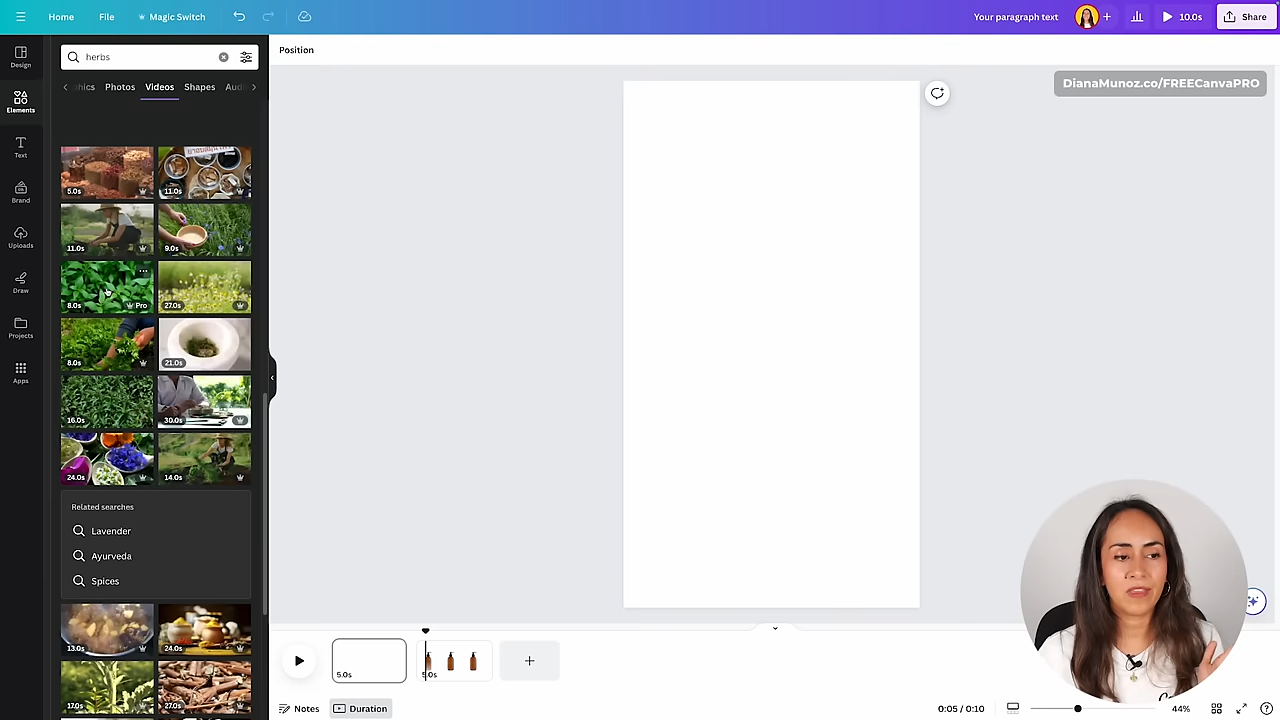 Home File Magic Switch Your paragraph text 10.0s Share
Design
Elements
Text
Brand
Uploads
Draw
Projects
Apps
herbs
Photos Videos Shapes
Position
DianaMunoz.co/FREECanvaPRO
5.0s 11.0s
11.0s 9.0s
8.0s Pro 27.0s
8.0s 21.0s
16.0s 30.0s
24.0s 14.0s
Related searches
Lavender
Ayurveda
Spices
13.0s 24.0s
17.0s 27.0s
5.0s 5.0s
Notes Duration 0:05 / 0:10 44%